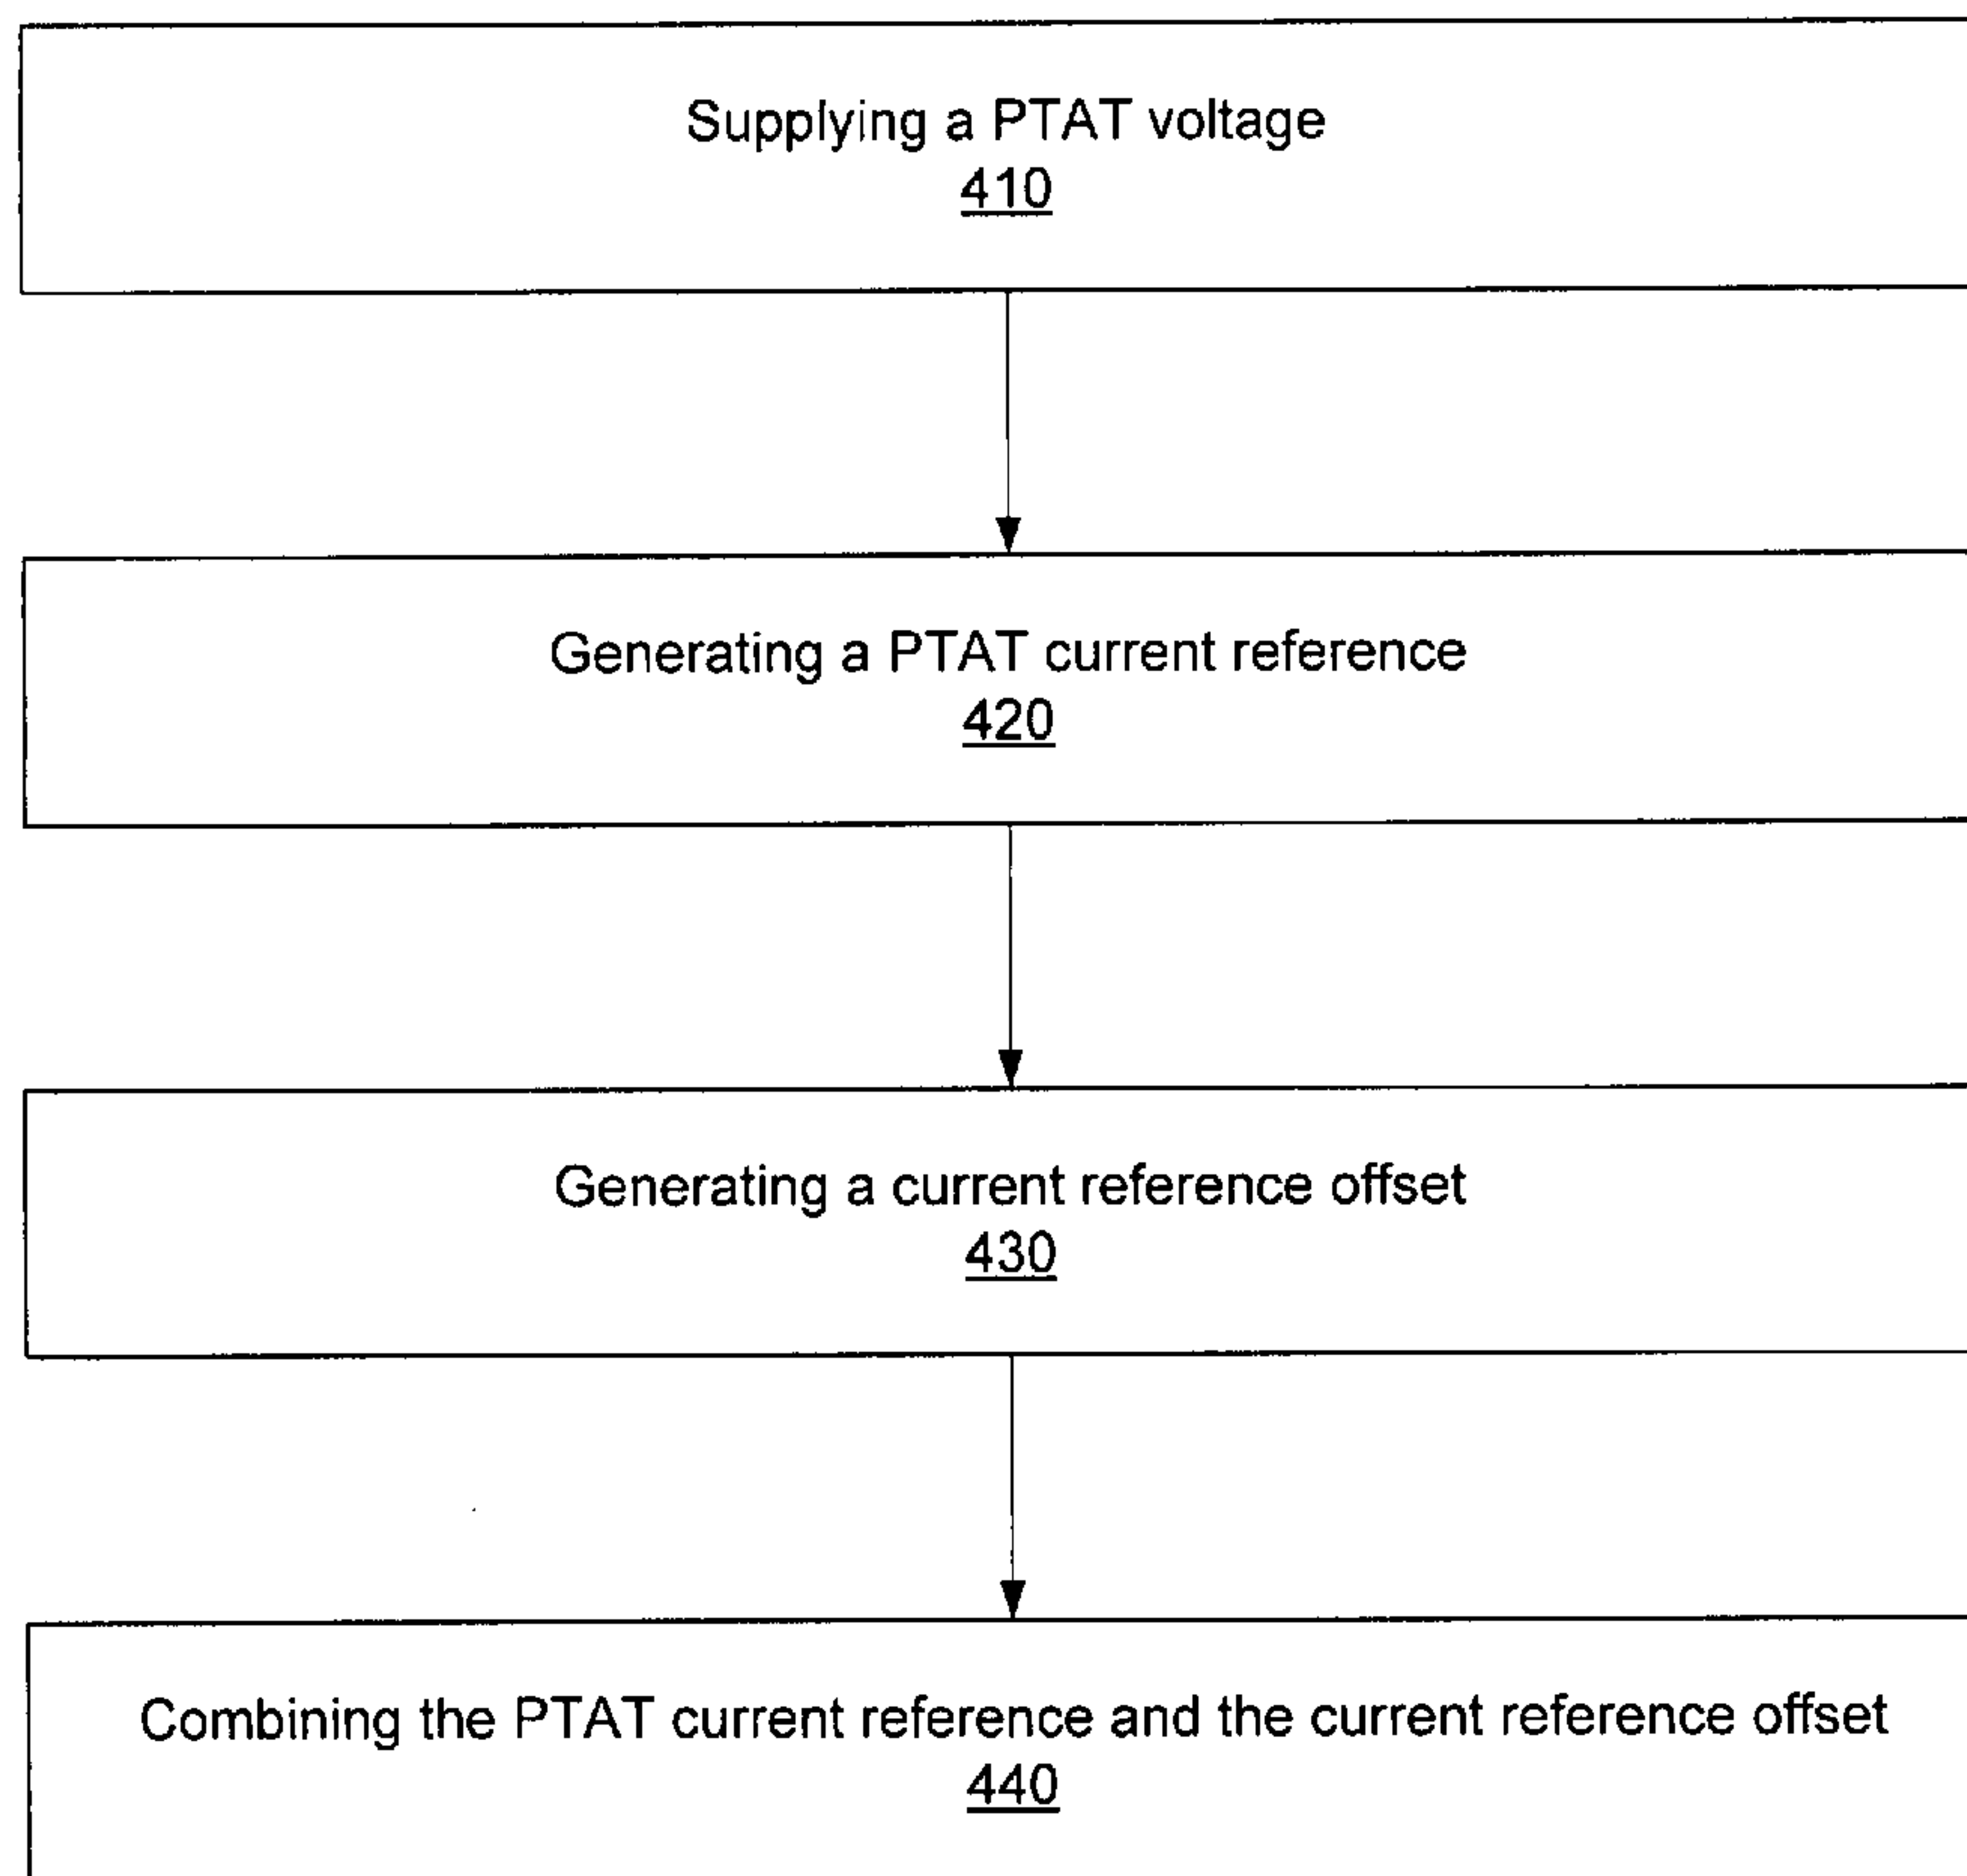 Supplying a PTAT voltage
410
Generating a PTAT current reference
420
Generating a current reference offset
430
Combining the PTAT current reference and the current reference offset
440